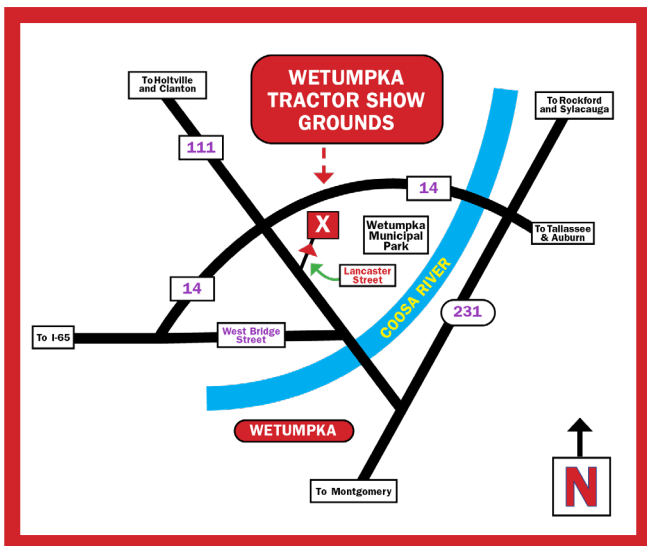 WETUMPKA
TRACTOR SHOW
GROUNDS
To Holtville
and Clanton
To Rockford
and Sylacauga
111
14
X
Wetumpka
Municipal
Park
To Tallassee
& Auburn
Lancaster
Street
14
COOSA RIVER
231
To I-65
West Bridge
Street
WETUMPKA
To Montgomery
N